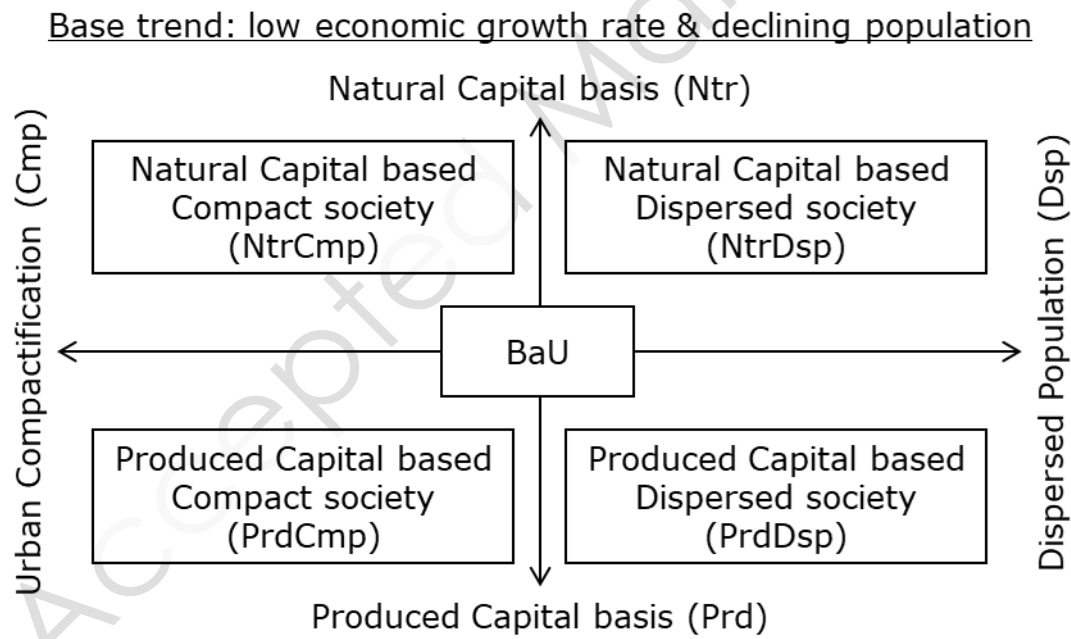 Base trend: low economic growth rate & declining population
Natural Capital basis (Ntr)
Urban Compactification (Cmp)
Natural Capital based
Compact society
(NtrCmp)
Natural Capital based
Dispersed society
(NtrDsp)
Dispersed Population (Dsp)
BaU
Produced Capital based
Compact society
(PrdCmp)
Produced Capital based
Dispersed society
(PrdDsp)
Produced Capital basis (Prd)
Accepted Ma